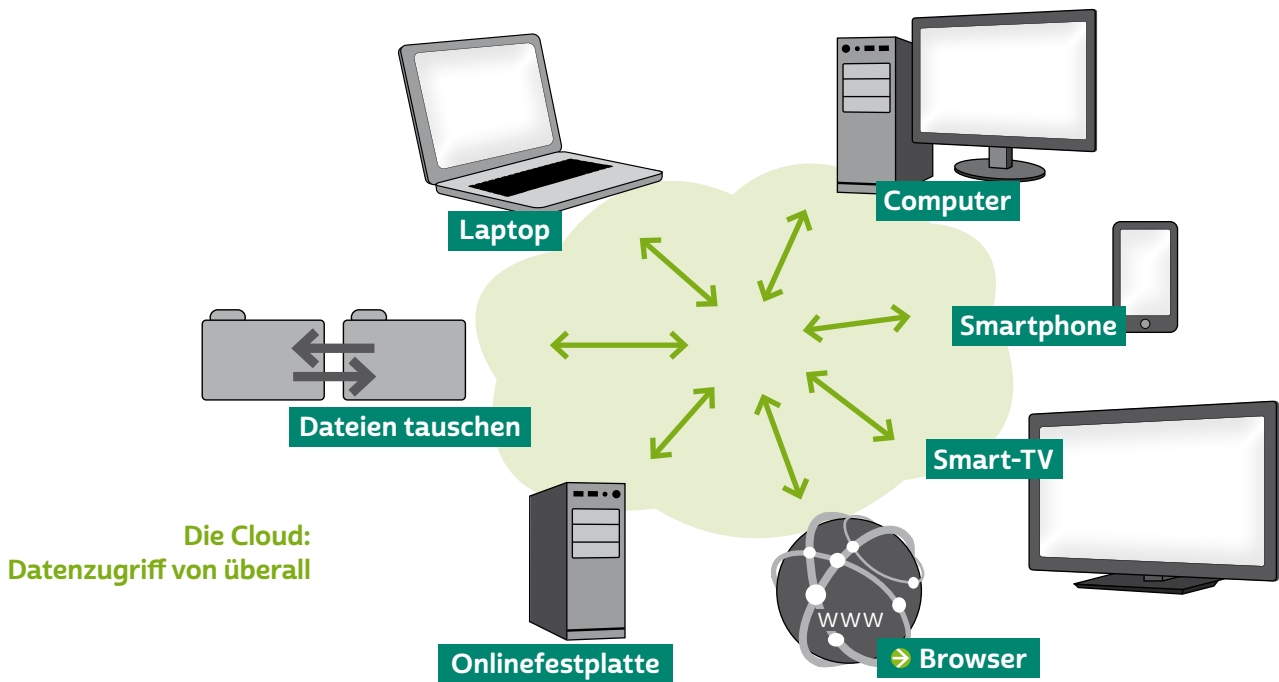 Computer
Laptop
Smartphone
Dateien tauschen
Smart-TV
Die Cloud:
Datenzugriff von überall
www
Onlinefestplatte
Browser